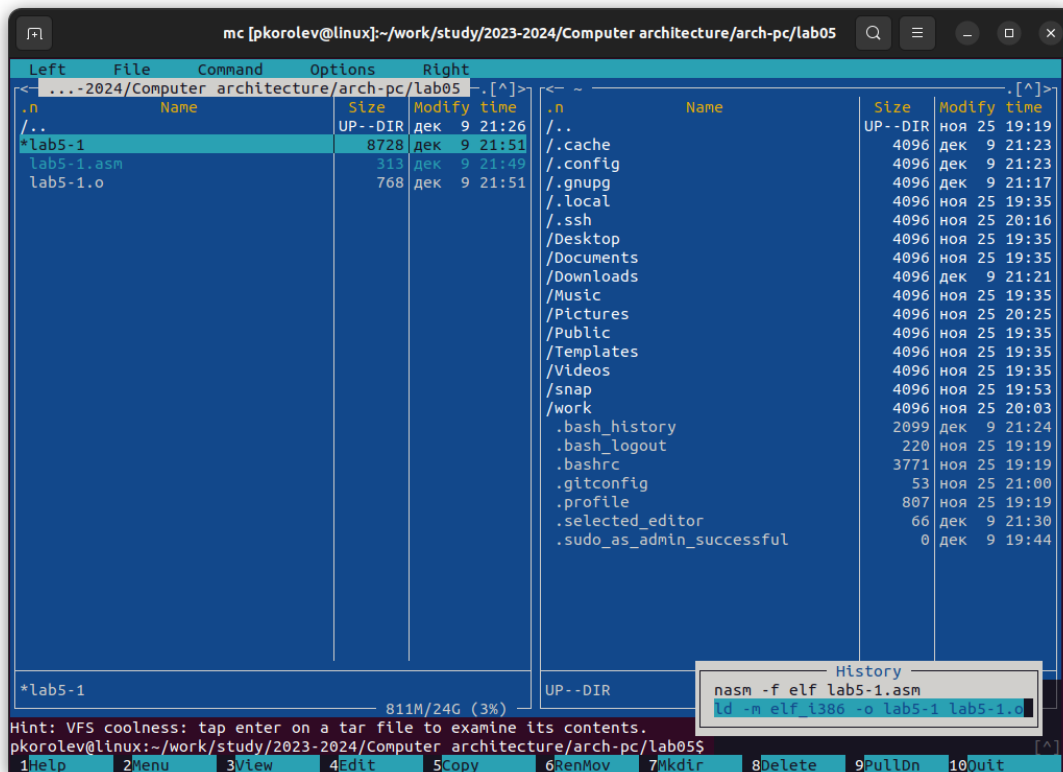 mc [pkorolev@linux]:~/work/study/2023-2024/Computer architecture/arch-pc/lab05
Left File Command Options Right
<─ ...-2024/Computer architecture/arch-pc/lab05 ─.[^]>
.n Name Size Modify time
/.. UP--DIR дек 9 21:26
*lab5-1 8728 дек 9 21:51
lab5-1.asm 313 дек 9 21:49
lab5-1.o 768 дек 9 21:51
*lab5-1
811M/24G (3%)
<─ ~ ─.[^]>
.n Name Size Modify time
/.. UP--DIR ноя 25 19:19
/.cache 4096 дек 9 21:23
/.config 4096 дек 9 21:23
/.gnupg 4096 дек 9 21:17
/.local 4096 ноя 25 19:35
/.ssh 4096 ноя 25 20:16
/Desktop 4096 ноя 25 19:35
/Documents 4096 ноя 25 19:35
/Downloads 4096 дек 9 21:21
/Music 4096 ноя 25 19:35
/Pictures 4096 ноя 25 20:25
/Public 4096 ноя 25 19:35
/Templates 4096 ноя 25 19:35
/Videos 4096 ноя 25 19:35
/snap 4096 ноя 25 19:53
/work 4096 ноя 25 20:03
.bash_history 2099 дек 9 21:24
.bash_logout 220 ноя 25 19:19
.bashrc 3771 ноя 25 19:19
.gitconfig 53 ноя 25 21:00
.profile 807 ноя 25 19:19
.selected_editor 66 дек 9 21:30
.sudo_as_admin_successful 0 дек 9 19:44
UP--DIR
History
nasm -f elf lab5-1.asm
ld -m elf_i386 -o lab5-1 lab5-1.o
Hint: VFS coolness: tap enter on a tar file to examine its contents.
pkorolev@linux:~/work/study/2023-2024/Computer architecture/arch-pc/lab05$ [^]
1Help 2Menu 3View 4Edit 5Copy 6RenMov 7Mkdir 8Delete 9PullDn 10Quit